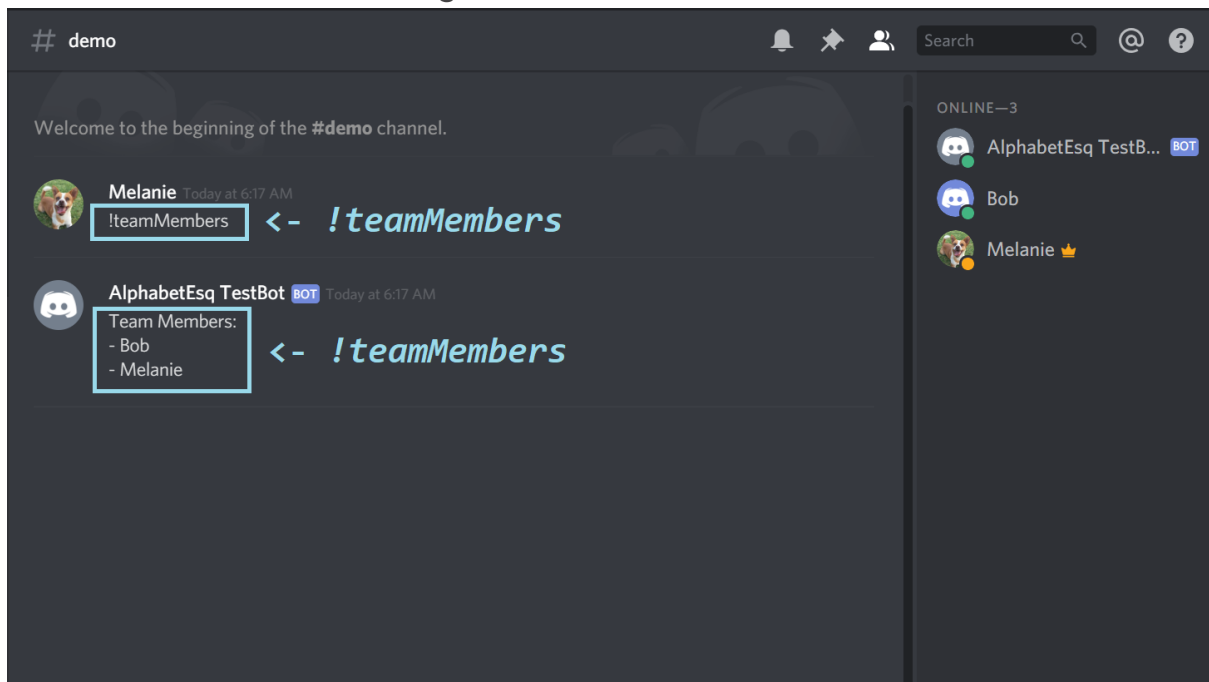 demo
Search
Welcome to the beginning of the #demo channel.
Melanie Today at 6:17 AM
!teamMembers <- !teamMembers
AlphabetEsq TestBot BOT Today at 6:17 AM
Team Members:
- Bob
- Melanie
<- !teamMembers
ONLINE—3
AlphabetEsq TestB... BOT
Bob
Melanie